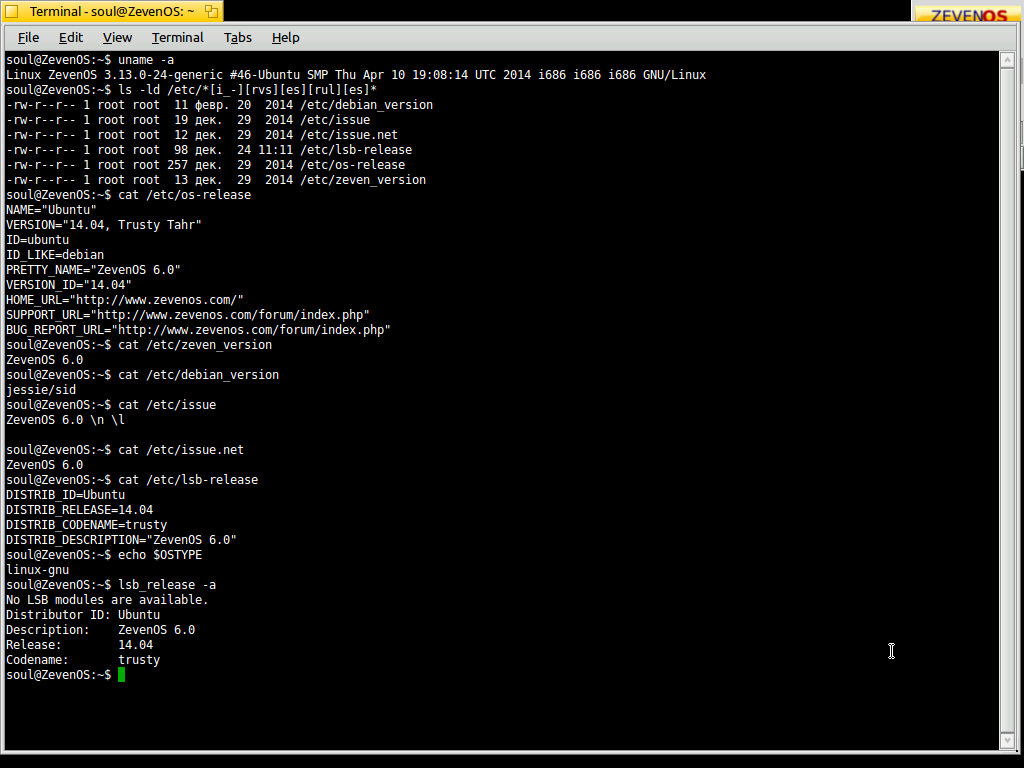 Terminal - soul@ZevenOS: ~
ZEVENOS
File Edit View Terminal Tabs Help
soul@ZevenOS:~$ uname -a
Linux ZevenOS 3.13.0-24-generic #46-Ubuntu SMP Thu Apr 10 19:08:14 UTC 2014 i686 i686 i686 GNU/Linux
soul@ZevenOS:~$ ls -ld /etc/*[i_-][rvs][es][rul][es]*
-rw-r--r-- 1 root root  11 февр. 20  2014 /etc/debian_version
-rw-r--r-- 1 root root  19 дек.  29  2014 /etc/issue
-rw-r--r-- 1 root root  12 дек.  29  2014 /etc/issue.net
-rw-r--r-- 1 root root  98 дек.  24 11:11 /etc/lsb-release
-rw-r--r-- 1 root root 257 дек.  29  2014 /etc/os-release
-rw-r--r-- 1 root root  13 дек.  29  2014 /etc/zeven_version
soul@ZevenOS:~$ cat /etc/os-release
NAME="Ubuntu"
VERSION="14.04, Trusty Tahr"
ID=ubuntu
ID_LIKE=debian
PRETTY_NAME="ZevenOS 6.0"
VERSION_ID="14.04"
HOME_URL="http://www.zevenos.com/"
SUPPORT_URL="http://www.zevenos.com/forum/index.php"
BUG_REPORT_URL="http://www.zevenos.com/forum/index.php"
soul@ZevenOS:~$ cat /etc/zeven_version
ZevenOS 6.0
soul@ZevenOS:~$ cat /etc/debian_version
jessie/sid
soul@ZevenOS:~$ cat /etc/issue
ZevenOS 6.0 \n \l
soul@ZevenOS:~$ cat /etc/issue.net
ZevenOS 6.0
soul@ZevenOS:~$ cat /etc/lsb-release
DISTRIB_ID=Ubuntu
DISTRIB_RELEASE=14.04
DISTRIB_CODENAME=trusty
DISTRIB_DESCRIPTION="ZevenOS 6.0"
soul@ZevenOS:~$ echo $OSTYPE
linux-gnu
soul@ZevenOS:~$ lsb_release -a
No LSB modules are available.
Distributor ID: Ubuntu
Description:    ZevenOS 6.0
Release:        14.04
Codename:       trusty
soul@ZevenOS:~$